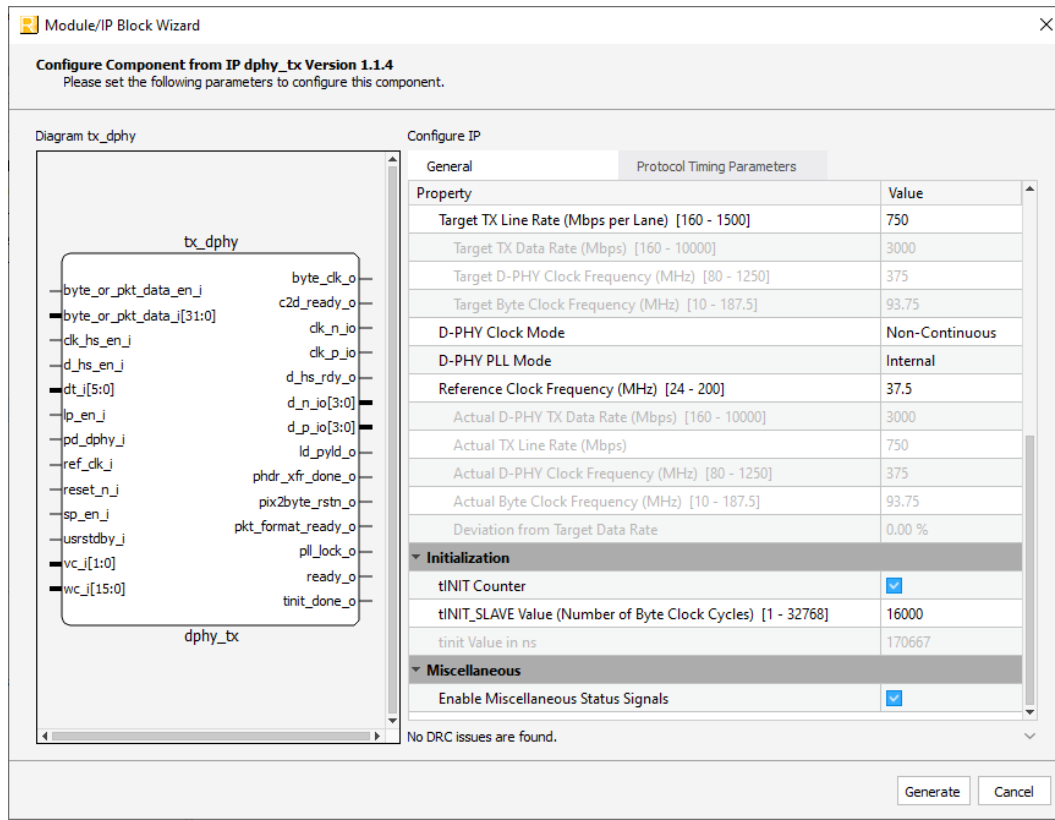 Module/IP Block Wizard
Configure Component from IP dphy_tx Version 1.1.4
Please set the following parameters to configure this component.
Diagram tx_dphy
tx_dphy
byte_or_pkt_data_en_i
byte_or_pkt_data_i[31:0]
clk_hs_en_i
d_hs_en_i
dt_i[5:0]
lp_en_i
pd_dphy_i
ref_clk_i
reset_n_i
sp_en_i
usrstdby_i
vc_i[1:0]
wc_i[15:0]
byte_clk_o
c2d_ready_o
clk_n_io
clk_p_io
d_hs_rdy_o
d_n_io[3:0]
d_p_io[3:0]
ld_pyld_o
phdr_xfr_done_o
pix2byte_rstn_o
pkt_format_ready_o
pll_lock_o
ready_o
tinit_done_o
dphy_tx
Configure IP
General Protocol Timing Parameters
Property Value
Target TX Line Rate (Mbps per Lane) [160 - 1500] 750
Target TX Data Rate (Mbps) [160 - 10000] 3000
Target D-PHY Clock Frequency (MHz) [80 - 1250] 375
Target Byte Clock Frequency (MHz) [10 - 187.5] 93.75
D-PHY Clock Mode Non-Continuous
D-PHY PLL Mode Internal
Reference Clock Frequency (MHz) [24 - 200] 37.5
Actual D-PHY TX Data Rate (Mbps) [160 - 10000] 3000
Actual TX Line Rate (Mbps) 750
Actual D-PHY Clock Frequency (MHz) [80 - 1250] 375
Actual Byte Clock Frequency (MHz) [10 - 187.5] 93.75
Deviation from Target Data Rate 0.00 %
Initialization
tINIT Counter
tINIT_SLAVE Value (Number of Byte Clock Cycles) [1 - 32768] 16000
tinit Value in ns 170667
Miscellaneous
Enable Miscellaneous Status Signals
No DRC issues are found.
Generate Cancel